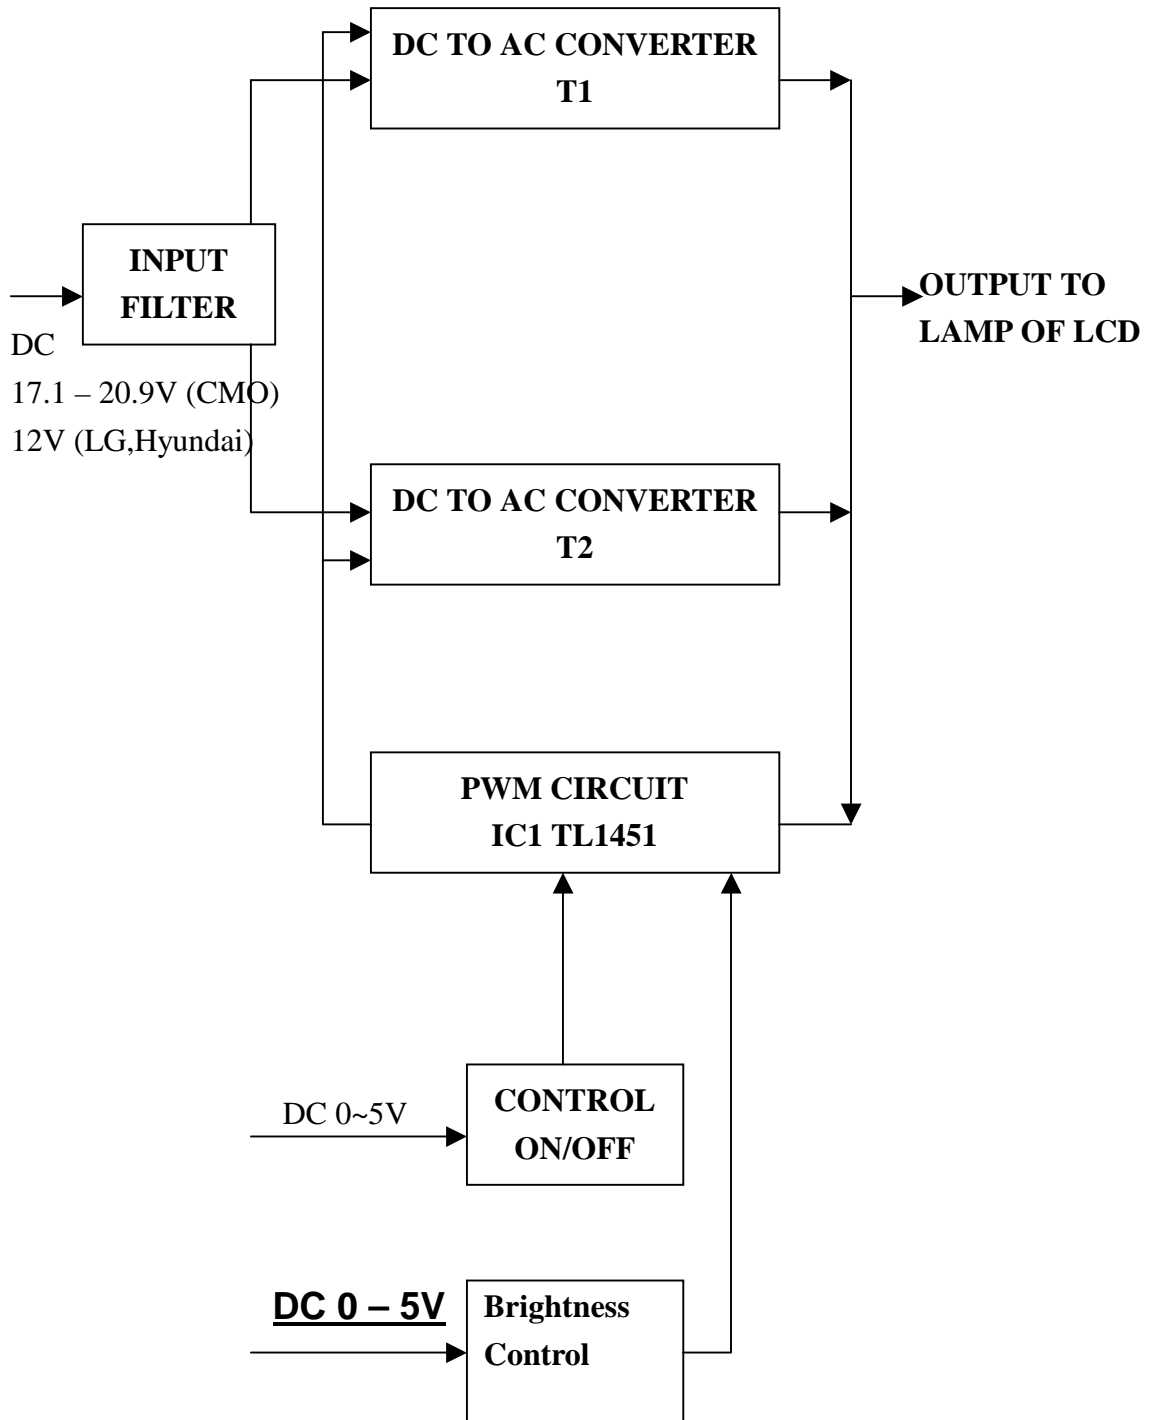 DC TO AC CONVERTER
T1
INPUT
FILTER
DC
17.1 – 20.9V (CMO)
12V (LG,Hyundai)
OUTPUT TO
LAMP OF LCD
DC TO AC CONVERTER
T2
PWM CIRCUIT
IC1 TL1451
DC 0~5V
CONTROL
ON/OFF
DC 0 – 5V
Brightness
Control